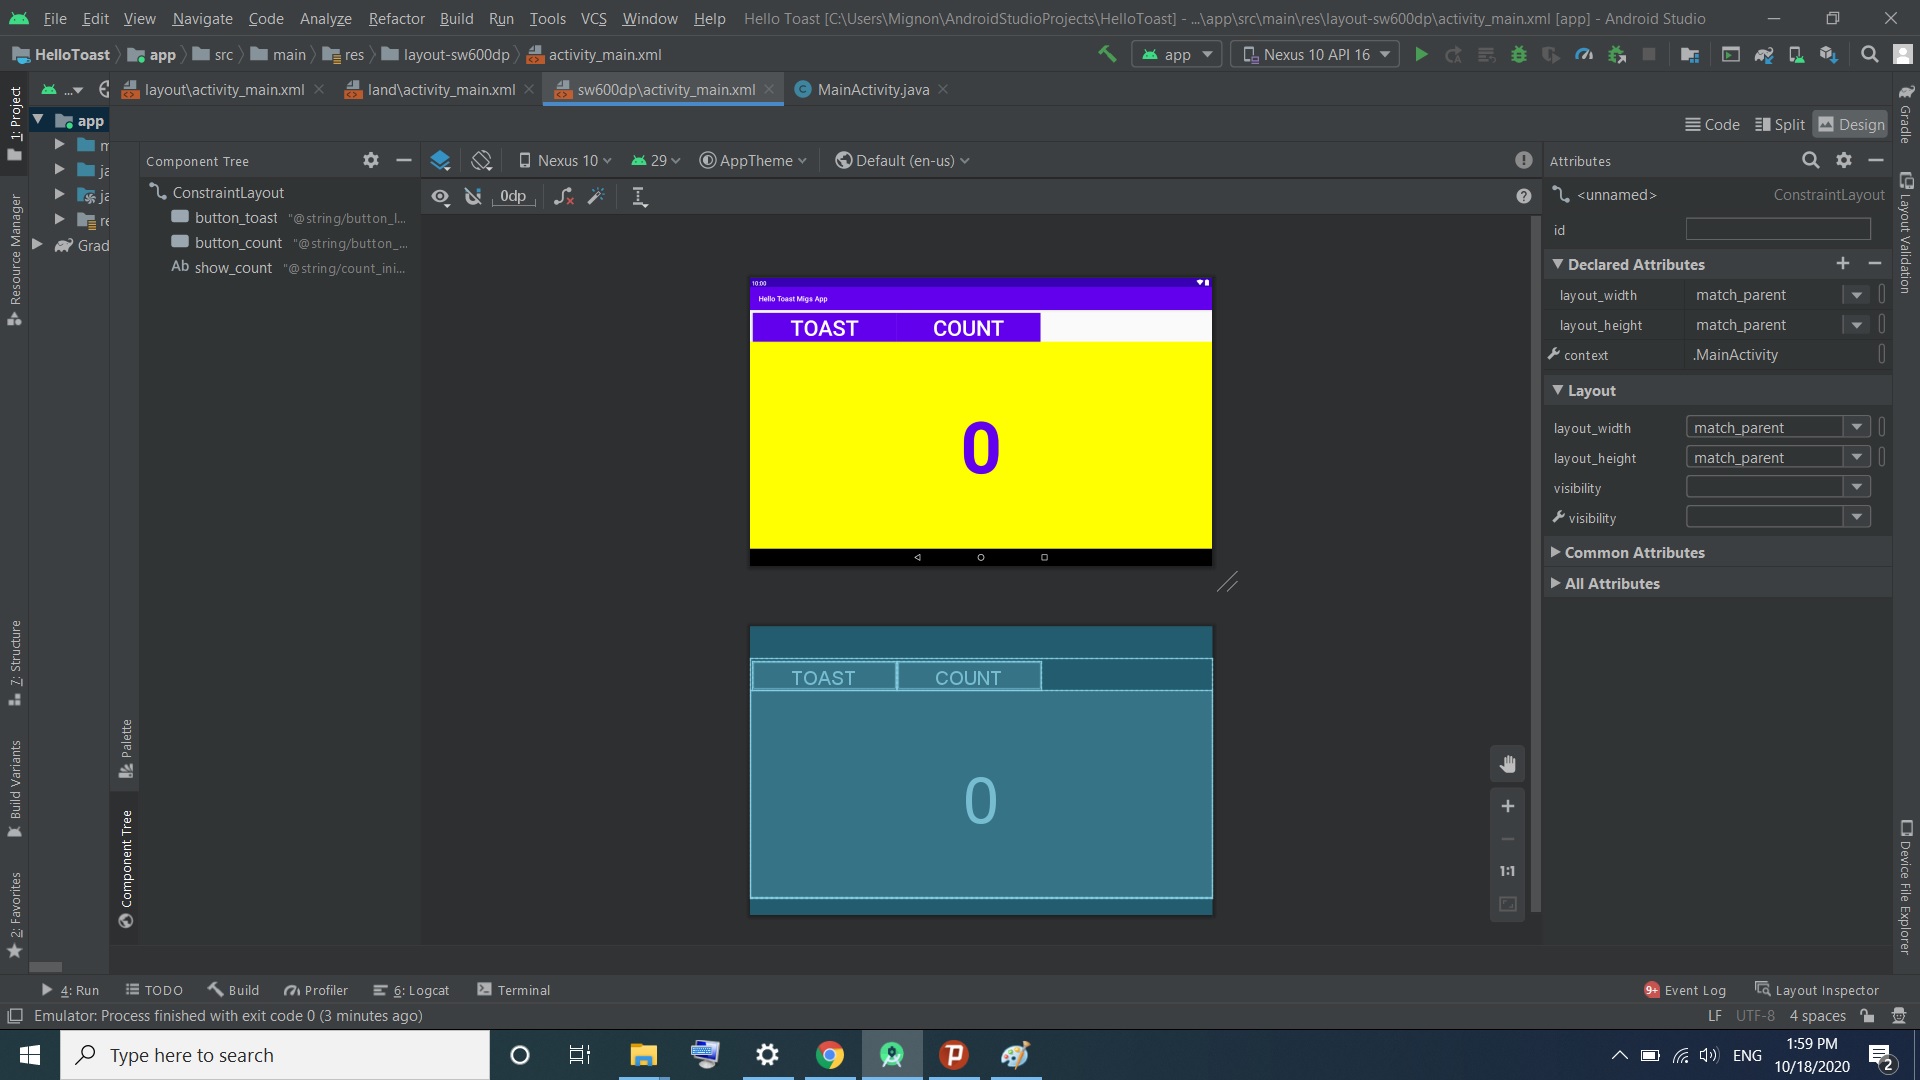 File Edit View Navigate Code Analyze Refactor Build Run Tools VCS Window Help Hello Toast [C:\Users\Mignon\AndroidStudioProjects\HelloToast] - ...\app\src\main\res\layout-sw600dp\activity_main.xml [app] - Android Studio
HelloToast app src main res layout-sw600dp activity_main.xml app Nexus 10 API 16
... layout\activity_main.xml land\activity_main.xml sw600dp\activity_main.xml C MainActivity.java
1: Project
Resource Manager
7: Structure
Build Variants
2: Favorites
app
m
ja
ja
re
Grad
Code Split Design
Component Tree
ConstraintLayout
button_toast "@string/button_l...
button_count "@string/button_...
Ab show_count "@string/count_ini...
Palette
Component Tree
Nexus 10 29 AppTheme Default (en-us)
0dp
10:00
Hello Toast Migs App
TOAST COUNT
0
TOAST COUNT
0
1:1
Attributes
<unnamed> ConstraintLayout
id
Declared Attributes
layout_width match_parent
layout_height match_parent
context .MainActivity
Layout
layout_width match_parent
layout_height match_parent
visibility
visibility
Common Attributes
All Attributes
Gradle
Layout Validation
Device File Explorer
4: Run TODO Build Profiler 6: Logcat Terminal 9+ Event Log Layout Inspector
Emulator: Process finished with exit code 0 (3 minutes ago) LF UTF-8 4 spaces
Type here to search ENG 1:59 PM
10/18/2020 2